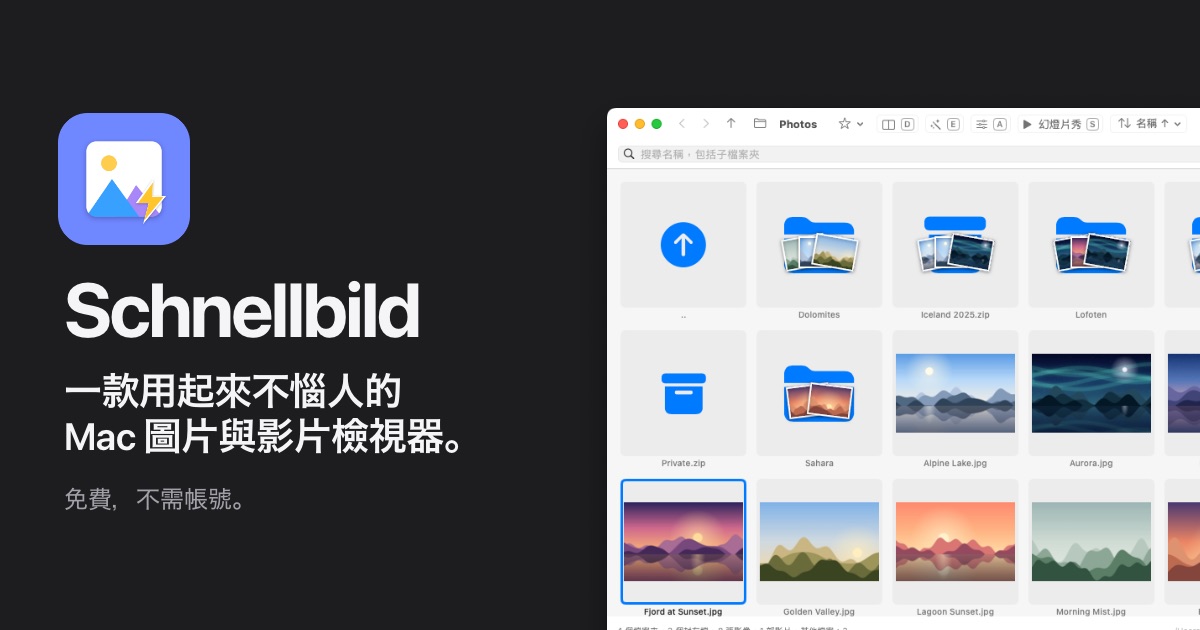 Schnellbild
一款用起來不惱人的
Mac 圖片與影片檢視器。
免費，不需帳號。
Photos
D
E
A
幻燈片秀 S
名稱
搜尋名稱，包括子檔案夾
..
Dolomites
Iceland 2025.zip
Lofoten
Private.zip
Sahara
Alpine Lake.jpg
Aurora.jpg
Fjord at Sunset.jpg
Golden Valley.jpg
Lagoon Sunset.jpg
Morning Mist.jpg